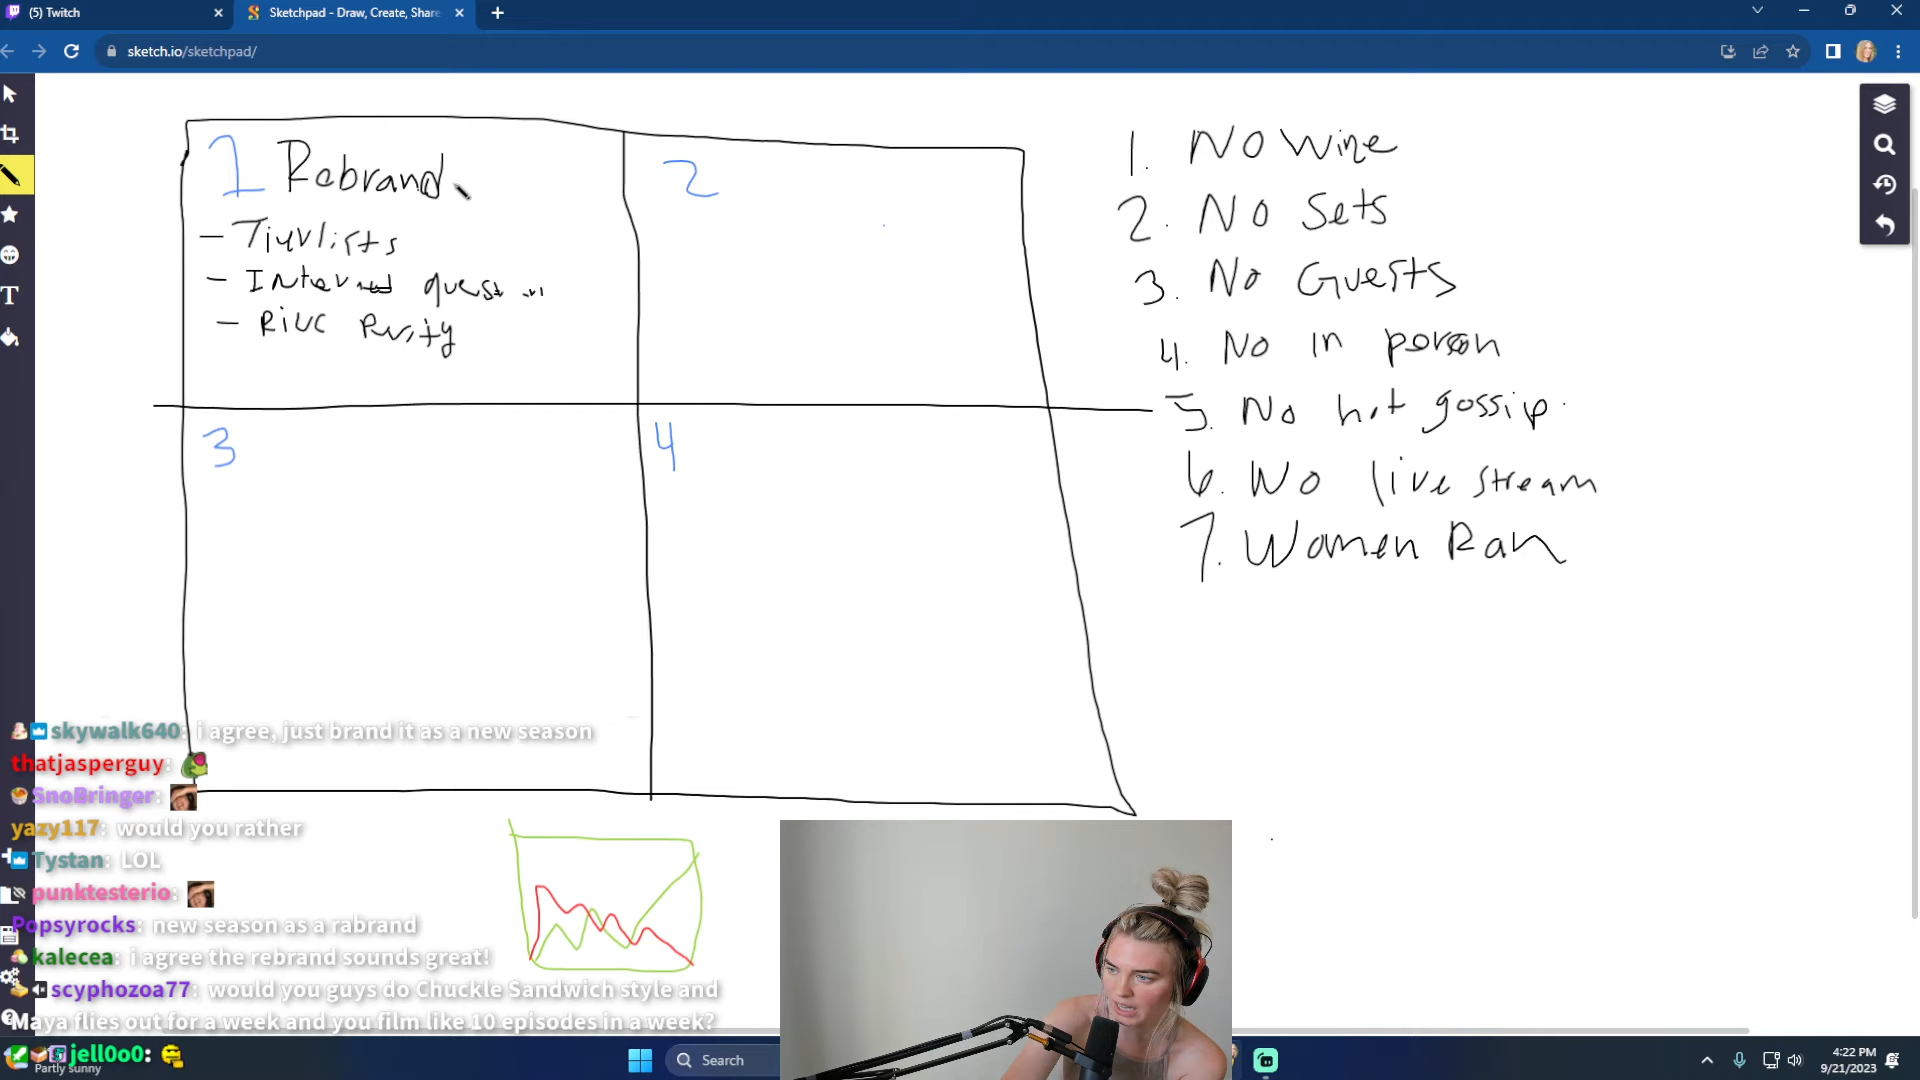 (5) Twitch
Sketchpad - Draw, Create, Share
sketch.io/sketchpad/
1 Rebrand
- Tierlists
- Internet quest
- Rice Purity
2
3
4
1. NO Wine
2. NO Sets
3. No Guests
4. No in person
5. No hot gossip.
6. No live stream
7. Women Ran
T
skywalk640: i agree, just brand it as a new season
thatjasperguy:
SnoBringer:
yazy117: would you rather
Tystan: LOL
punktesterio:
Popsyrocks: new season as a rabrand
kalecea: i agree the rebrand sounds great!
scyphozoa77: would you guys do Chuckle Sandwich style and
Maya flies out for a week and you film like 10 episodes in a week?
jell0o0:
Partly sunny
Search
4:22 PM
9/21/2023